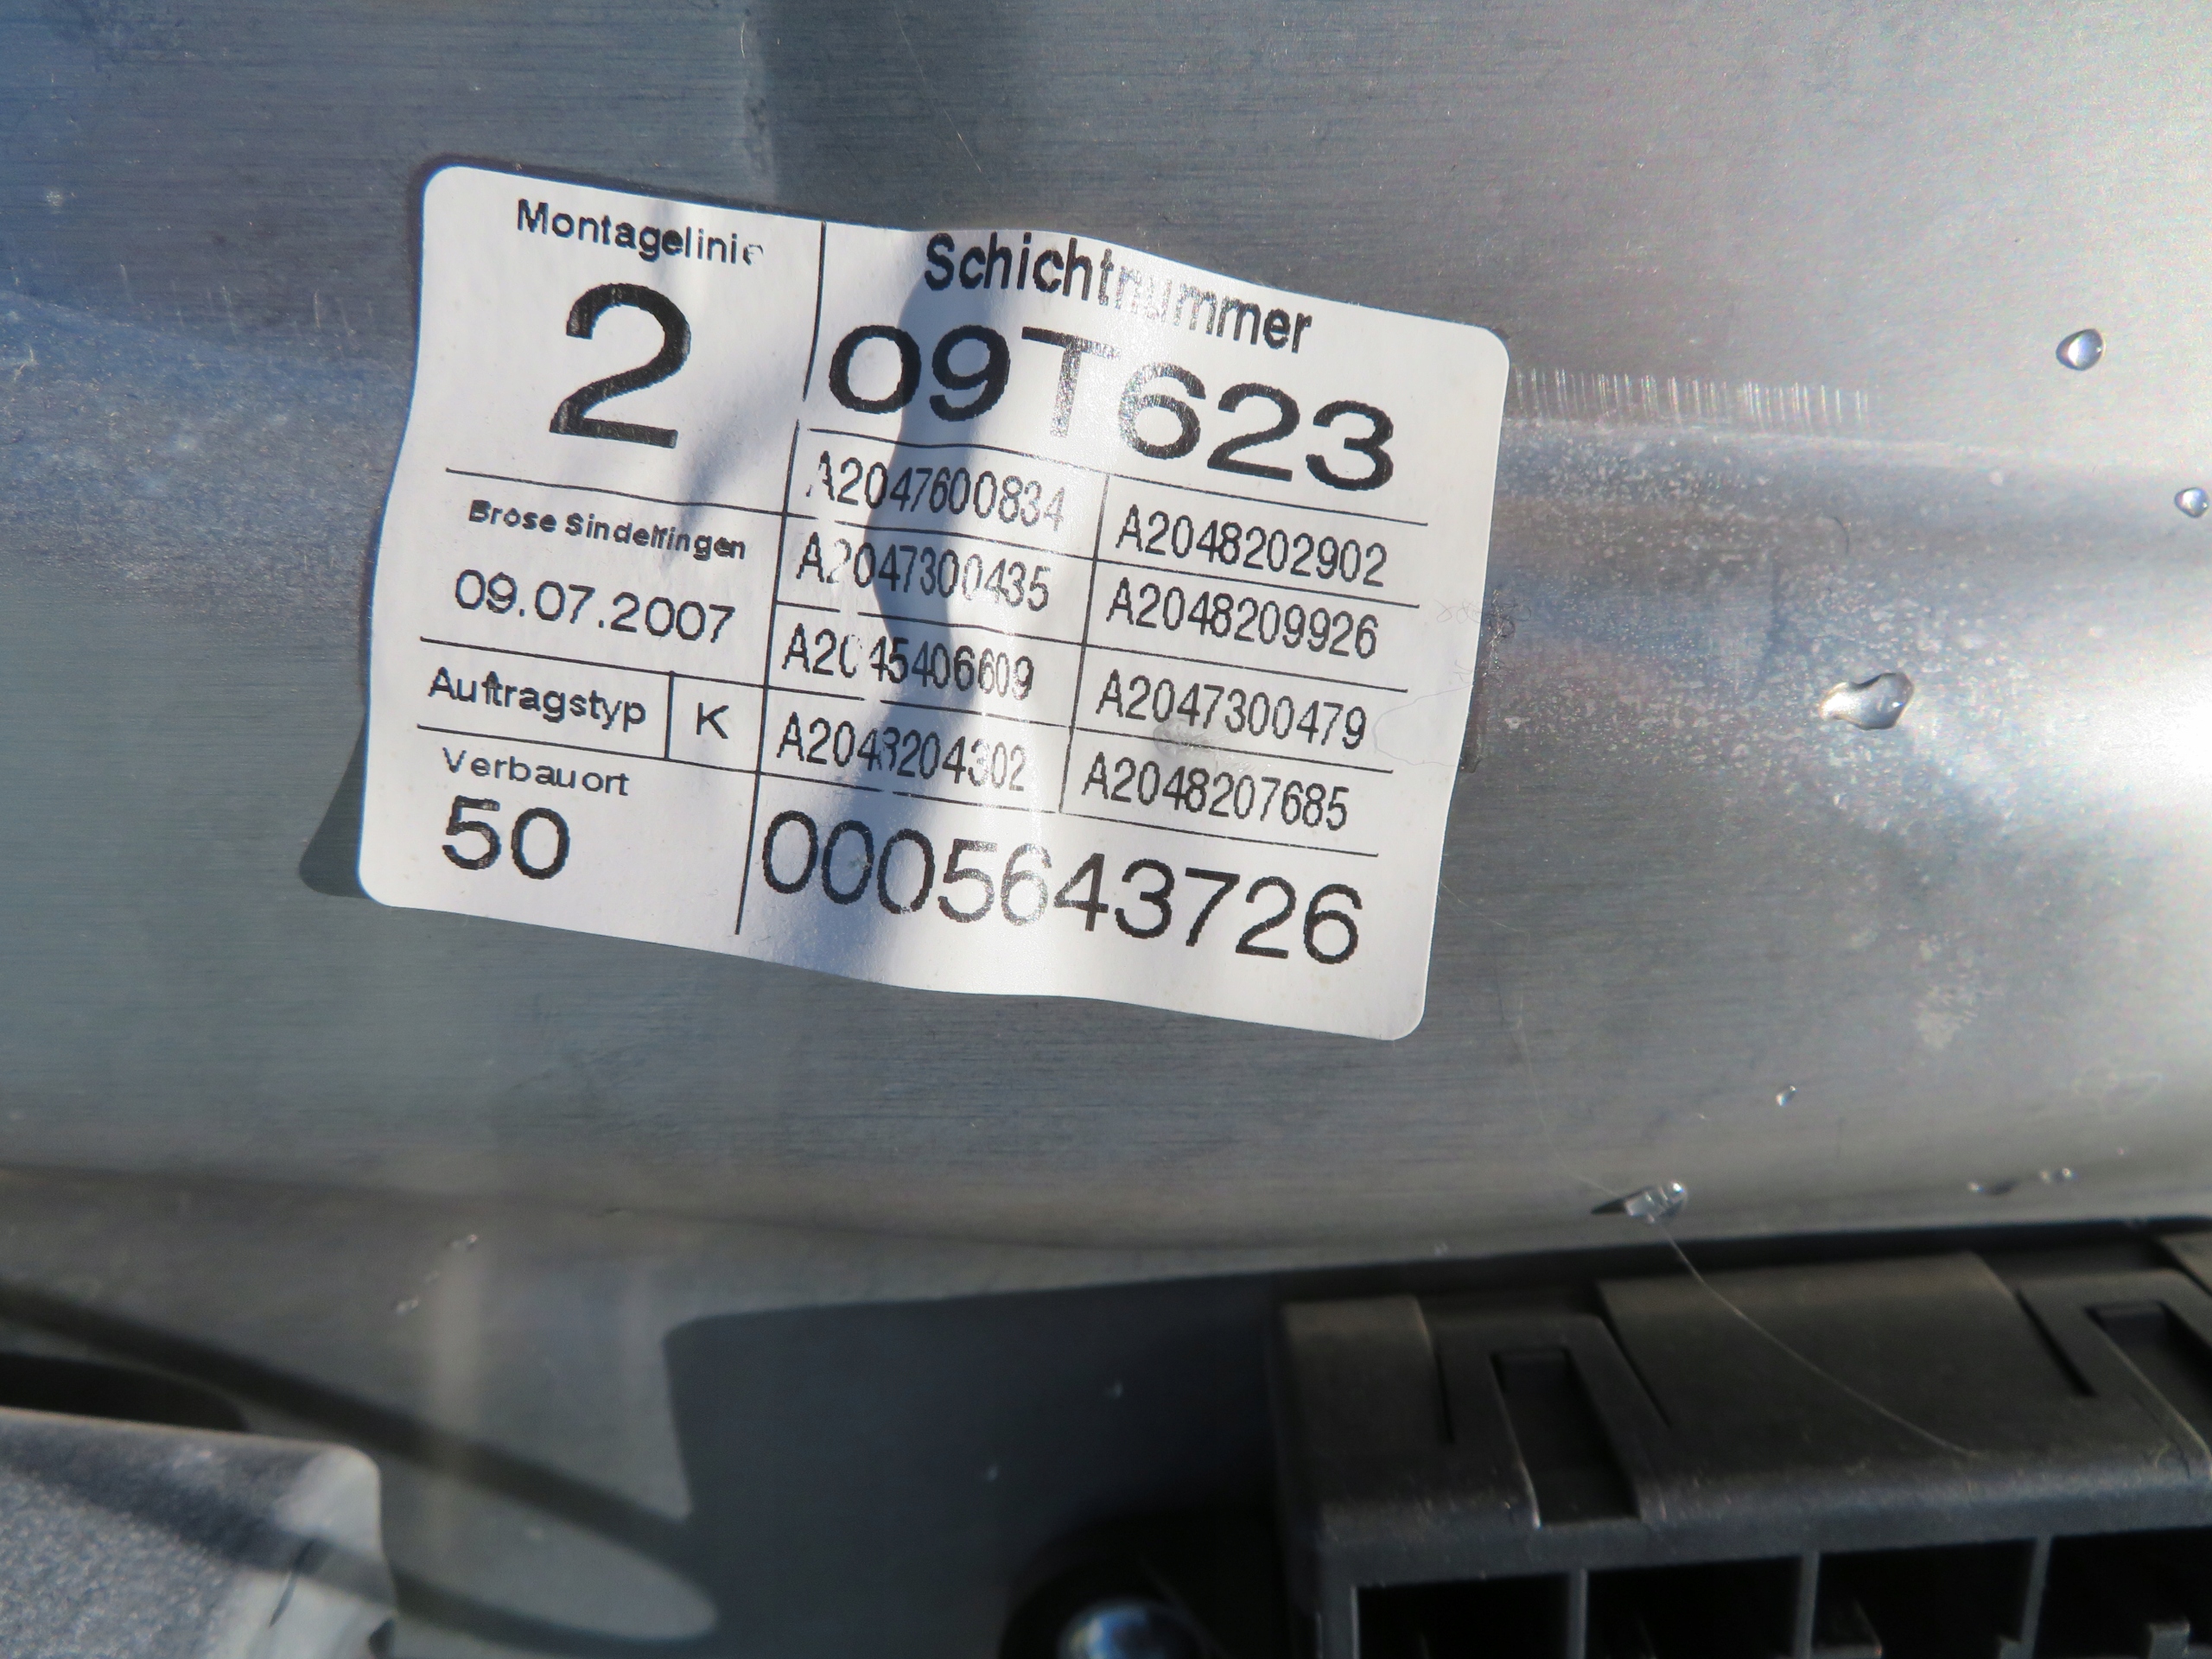 Montagelinie
2
Schichtnummer
09T623
A2047600834
A2048202902
Brose Sindelfingen
09.07.2007
A2047300435
A2048209926
A2045406609
A2047300479
Auftragstyp K
A2048204302
A2048207685
Verbauort
50
0005643726